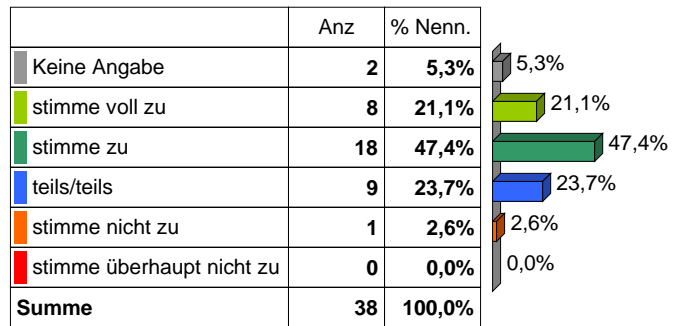 Anz % Nenn.
Keine Angabe 2 5,3% 5,3%
stimme voll zu 8 21,1% 21,1%
stimme zu 18 47,4% 47,4%
teils/teils 9 23,7% 23,7%
stimme nicht zu 1 2,6% 2,6%
stimme überhaupt nicht zu 0 0,0% 0,0%
Summe 38 100,0%